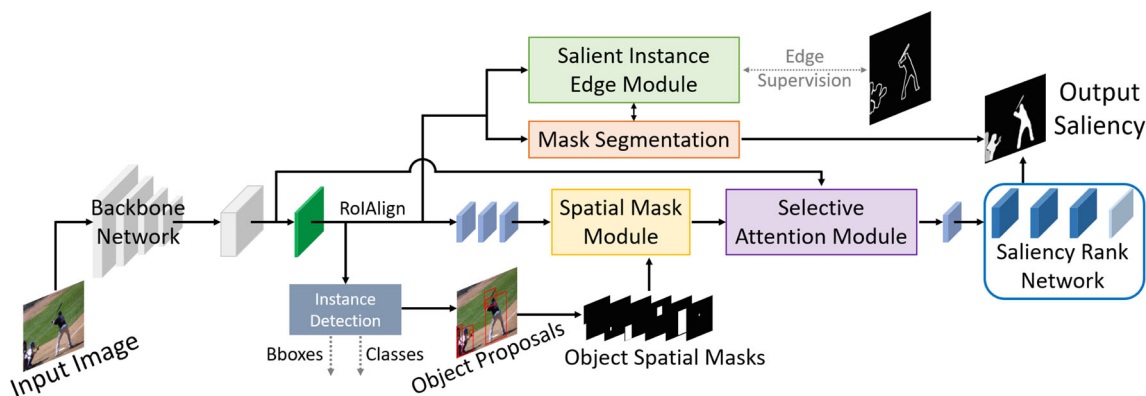 Salient Instance
Edge Module
Edge
Supervision
Output
Saliency
Mask Segmentation
Backbone
Network
RoIAlign
Spatial Mask
Module
Selective
Attention Module
Saliency Rank
Network
Instance
Detection
Input Image
Bboxes
Classes
Object Proposals
Object Spatial Masks